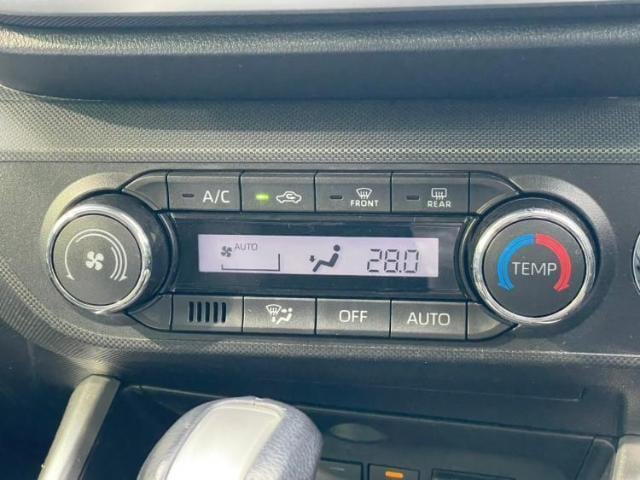 A/C
FRONT
REAR
AUTO
28.0
TEMP
OFF
AUTO